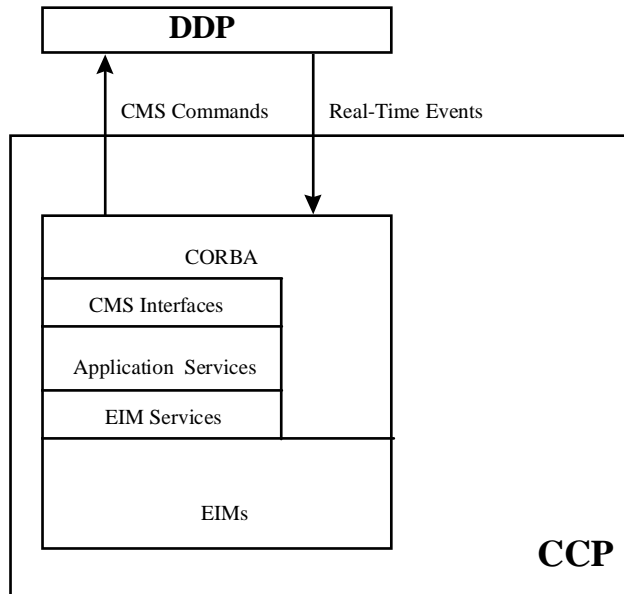 DDP
CMS Commands
Real-Time Events
CORBA
CMS Interfaces
Application Services
EIM Services
EIMs
CCP